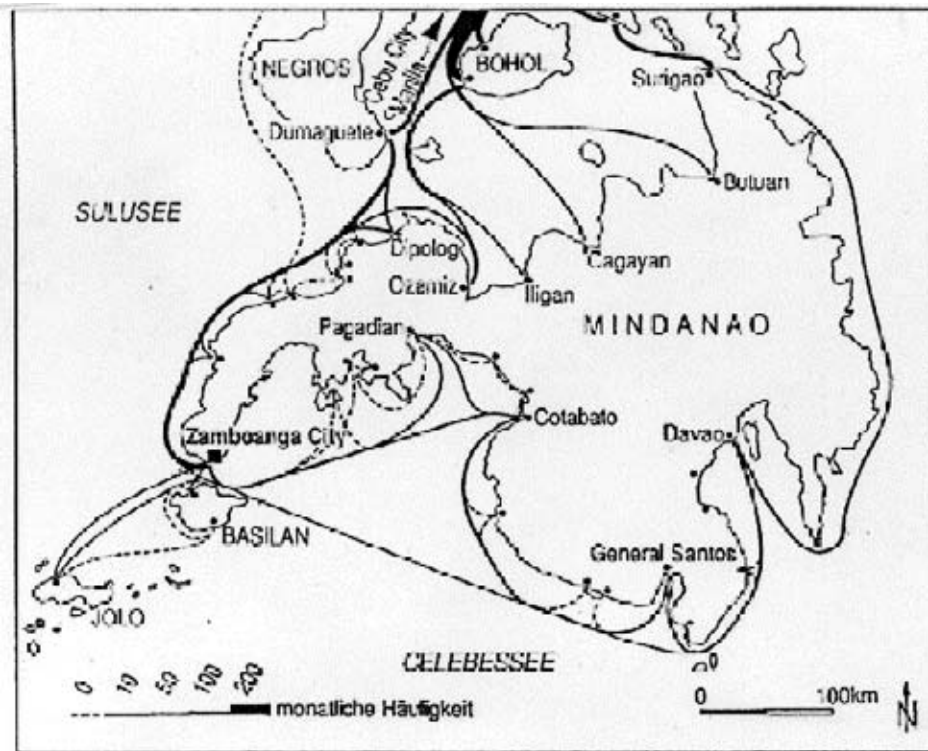 NEGROS
Cebu City
Manila
BOHOL
Surigao
Dumaguete
Butuan
SULUSEE
Dipolog
Cagayan
Ozamiz
Iligan
MINDANAO
Pagadian
Cotabato
Davao
Zamboanga City
BASILAN
General Santos
JOLO
CELEBESSEE
0 10 50 100 200
monatliche Häufigkeit
0 100km
N